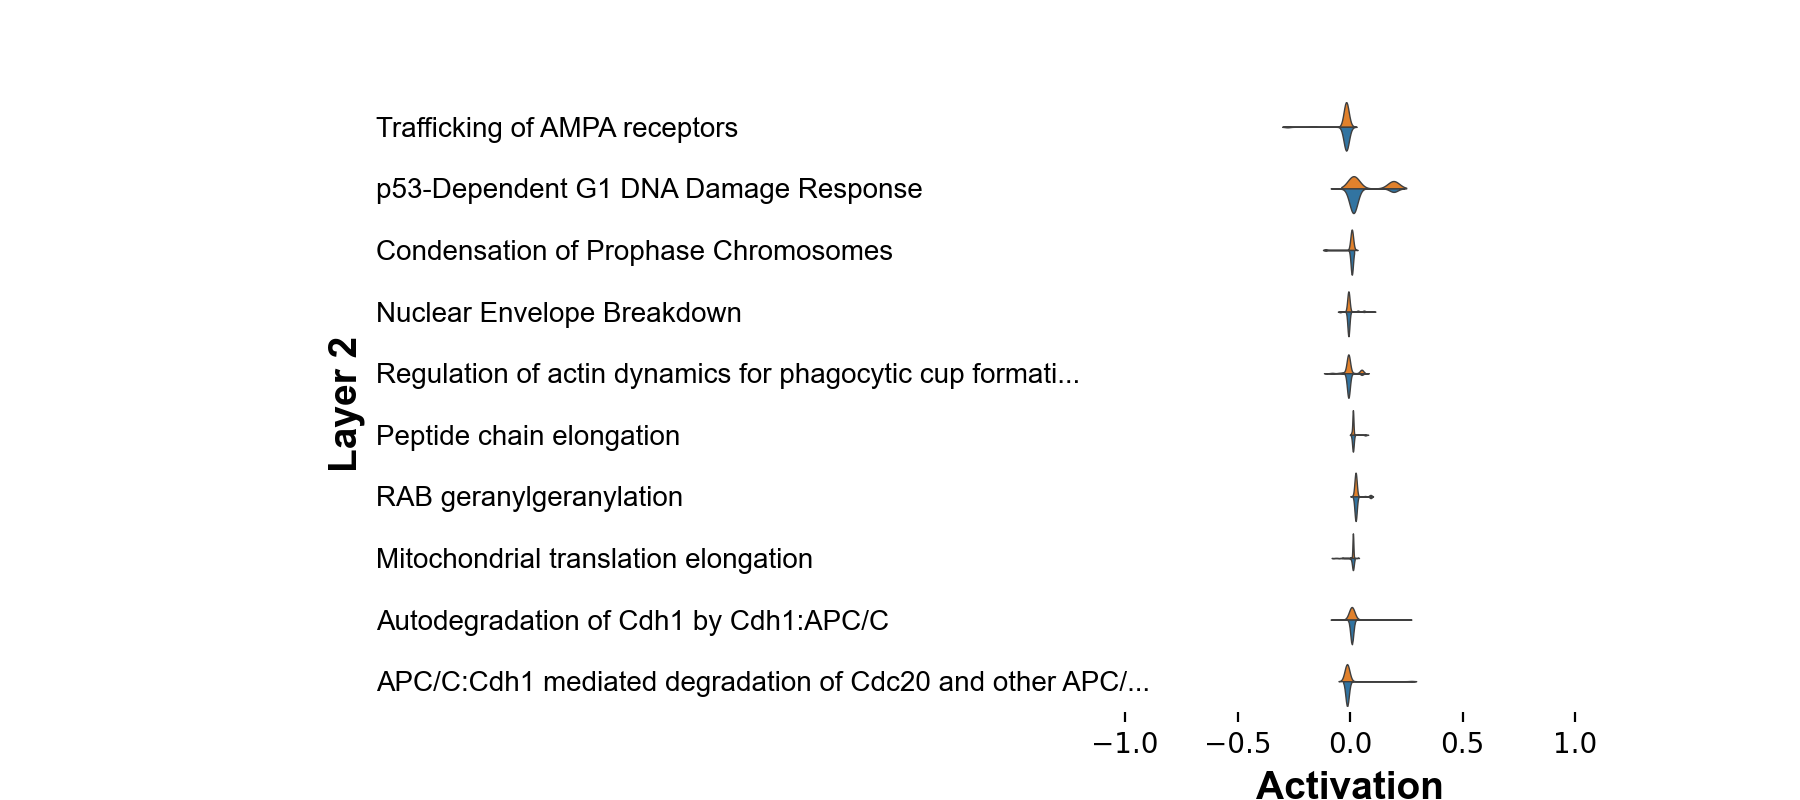 Layer 2
Trafficking of AMPA receptors
p53-Dependent G1 DNA Damage Response
Condensation of Prophase Chromosomes
Nuclear Envelope Breakdown
Regulation of actin dynamics for phagocytic cup formati...
Peptide chain elongation
RAB geranylgeranylation
Mitochondrial translation elongation
Autodegradation of Cdh1 by Cdh1:APC/C
APC/C:Cdh1 mediated degradation of Cdc20 and other APC/...
−1.0 −0.5 0.0 0.5 1.0
Activation